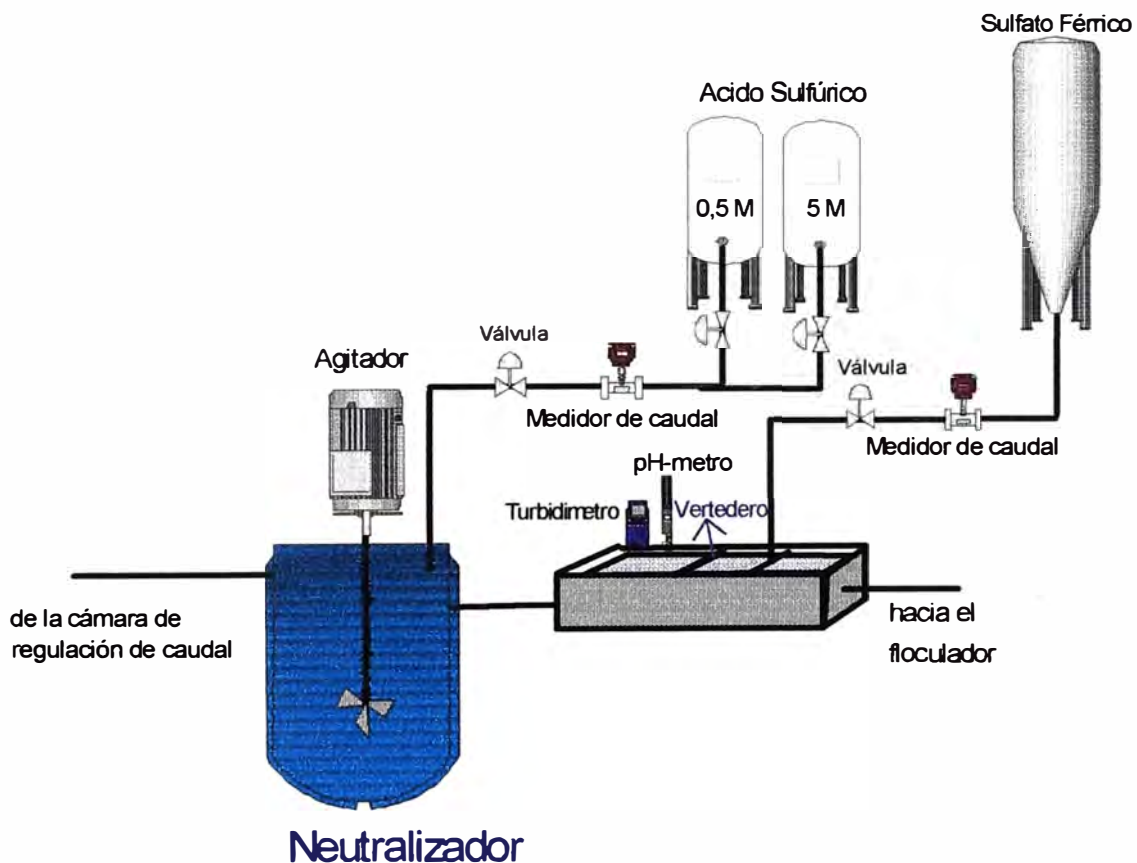 Sulfato Férrico
Acido Sulfúrico
0,5 M
5 M
Válvula
Agitador
Válvula
Medidor de caudal
Medidor de caudal
pH-metro
Turbidimetro
Vertedero
de la cámara de
regulación de caudal
hacia el
floculador
Neutralizador